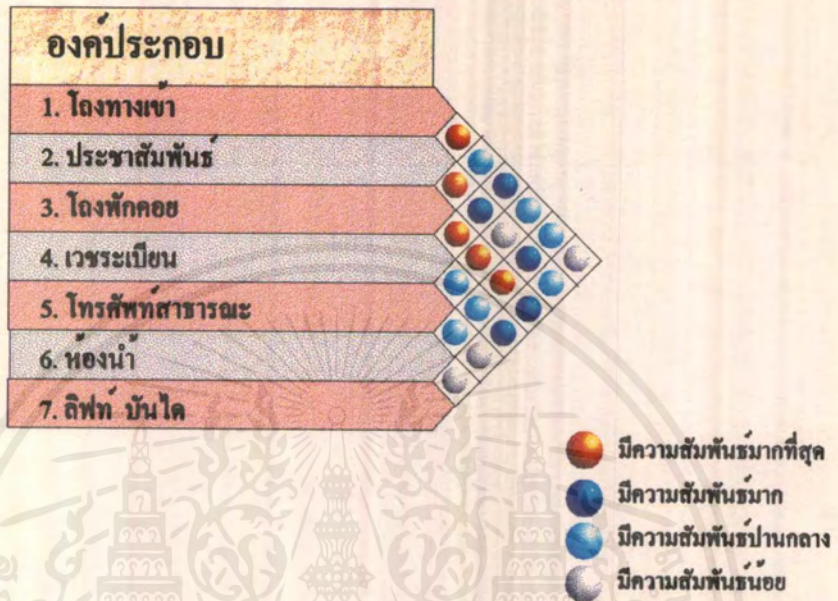 องค์ประกอบ
1. โถงทางเข้า
2. ประชาสัมพันธ์
3. โถงพักคอย
4. เวชระเบียน
5. โทรศัพท์สาธารณะ
6. ห้องน้ำ
7. ลิฟท์ บันได
มีความสัมพันธ์มากที่สุด
มีความสัมพันธ์มาก
มีความสัมพันธ์ปานกลาง
มีความสัมพันธ์น้อย